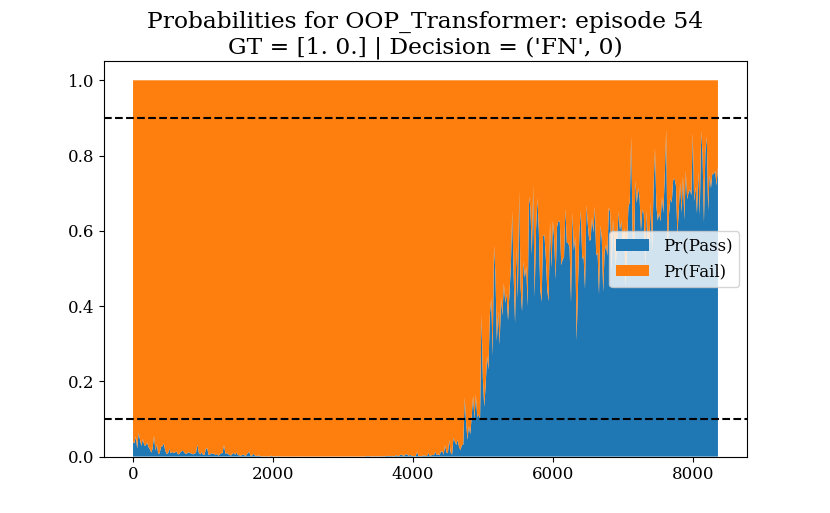 Probabilities for OOP_Transformer: episode 54
GT = [1. 0.] | Decision = ('FN', 0)
1.0
0.8
0.6
0.4
0.2
0.0
Pr(Pass)
Pr(Fail)
0
2000
4000
6000
8000